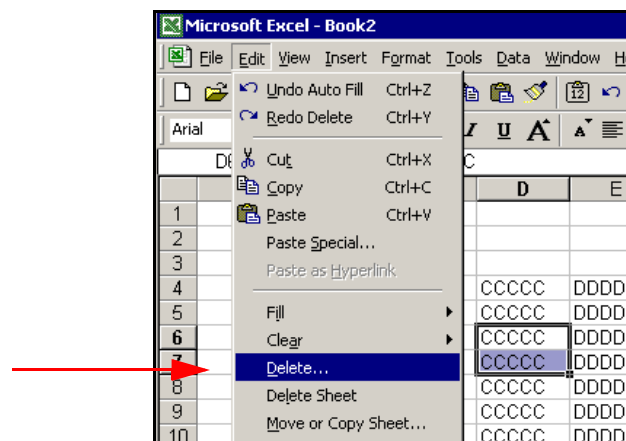 Microsoft Excel - Book2
File Edit View Insert Format Tools Data Window
12
Arial I U A A
C
D E
1
2
3
4 CCCCC DDDD
5 CCCCC DDDD
6 CCCCC DDDD
7 CCCCC DDDD
8 CCCCC DDDD
9 CCCCC DDDD
10 CCCCC DDDD
Undo Auto Fill Ctrl+Z
Redo Delete Ctrl+Y
Cut Ctrl+X
Copy Ctrl+C
Paste Ctrl+V
Paste Special...
Paste as Hyperlink
Fill
Clear
Delete...
Delete Sheet
Move or Copy Sheet...